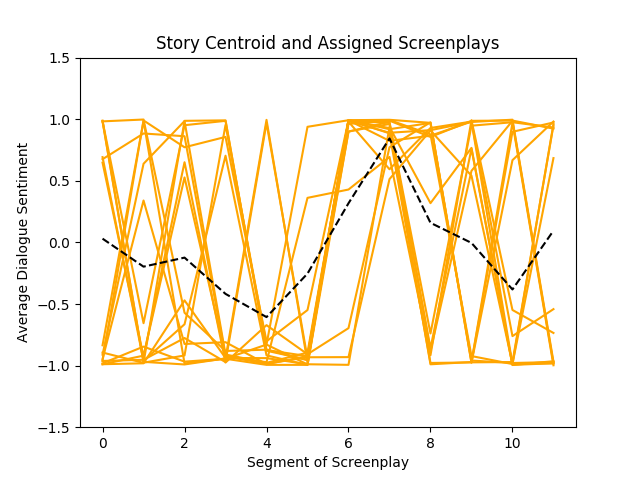 Story Centroid and Assigned Screenplays
1.5
1.0
0.5
0.0
−0.5
−1.0
−1.5
Average Dialogue Sentiment
0 2 4 6 8 10
Segment of Screenplay